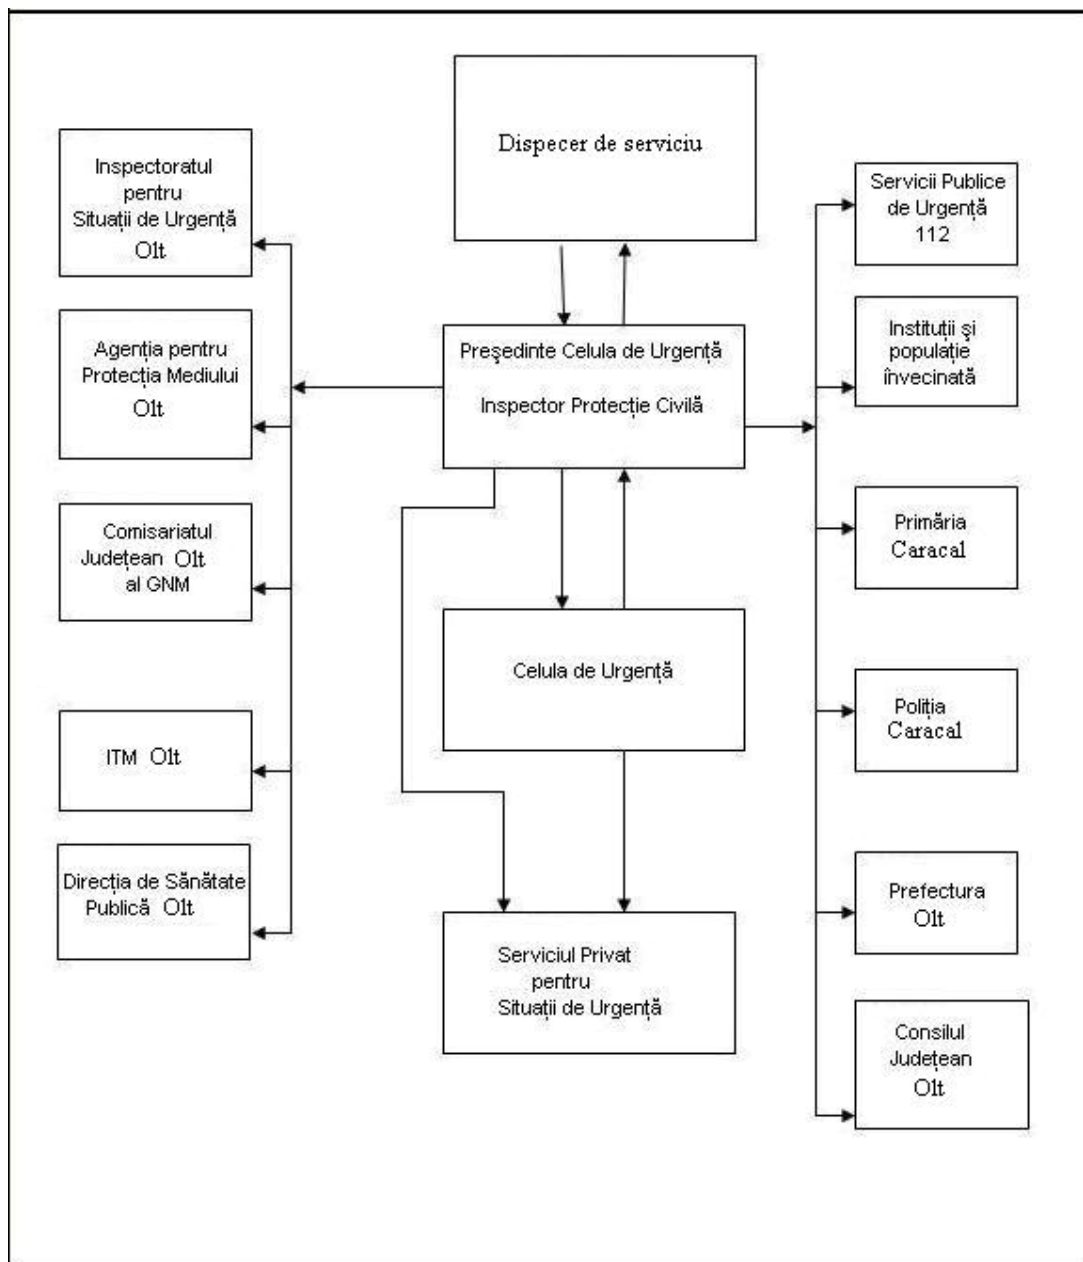 Dispecer de serviciu
Inspectoratul
pentru
Situații de Urgență
Olt
Agenția pentru
Protecția Mediului
Olt
Comisariatul
Județean Olt
al GNM
ITM Olt
Direcția de Sănătate
Publică Olt
Preşedinte Celula de Urgență
Inspector Protecție Civilă
Celula de Urgență
Serviciul Privat
pentru
Situații de Urgență
Servicii Publice
de Urgență
112
Instituții şi
populație
învecinată
Primăria
Caracal
Poliția
Caracal
Prefectura
Olt
Consilul
Județean
Olt